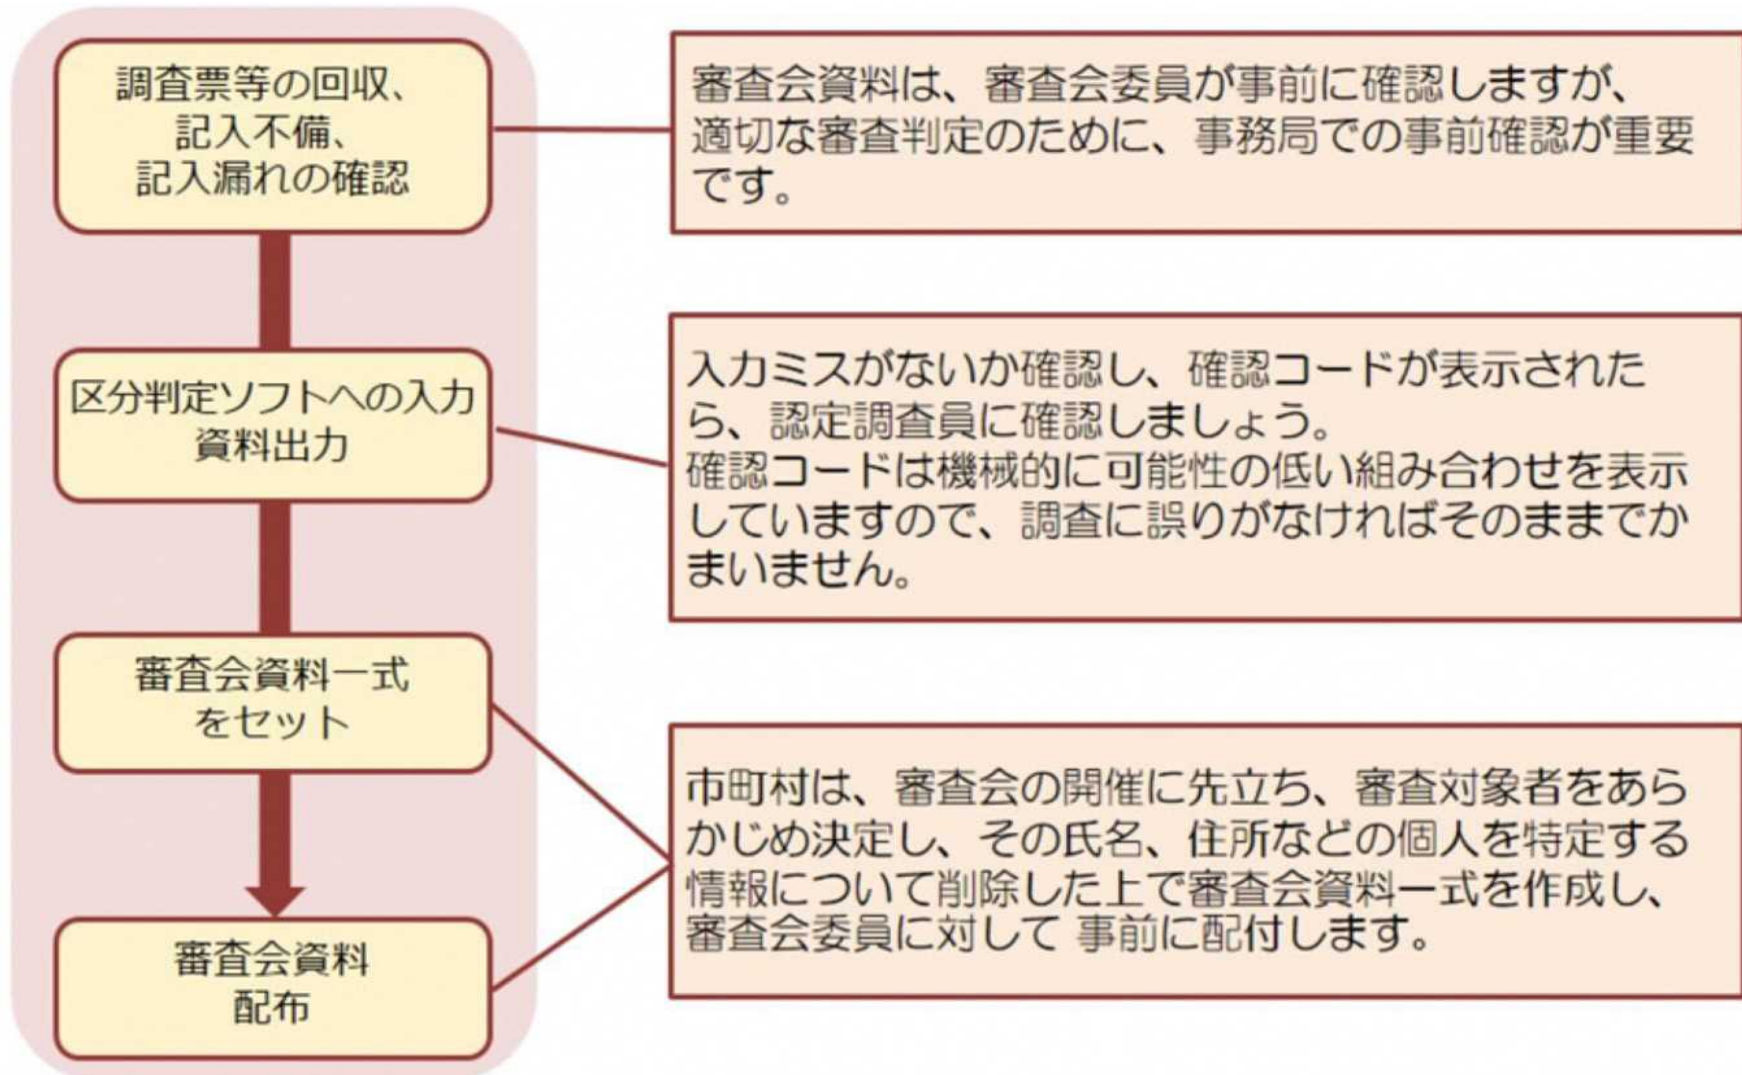 調査票等の回収、
記入不備、
記入漏れの確認
審査会資料は、審査会委員が事前に確認しますが、
適切な審査判定のために、事務局での事前確認が重要
です。
区分判定ソフトへの入力
資料出力
入力ミスがないか確認し、確認コードが表示された
ら、認定調査員に確認しましょう。
確認コードは機械的に可能性の低い組み合わせを表示
していますので、調査に誤りがなければそのままでか
まいません。
審査会資料一式
をセット
市町村は、審査会の開催に先立ち、審査対象者をあら
かじめ決定し、その氏名、住所などの個人を特定する
情報について削除した上で審査会資料一式を作成し、
審査会委員に対して 事前に配付します。
審査会資料
配布